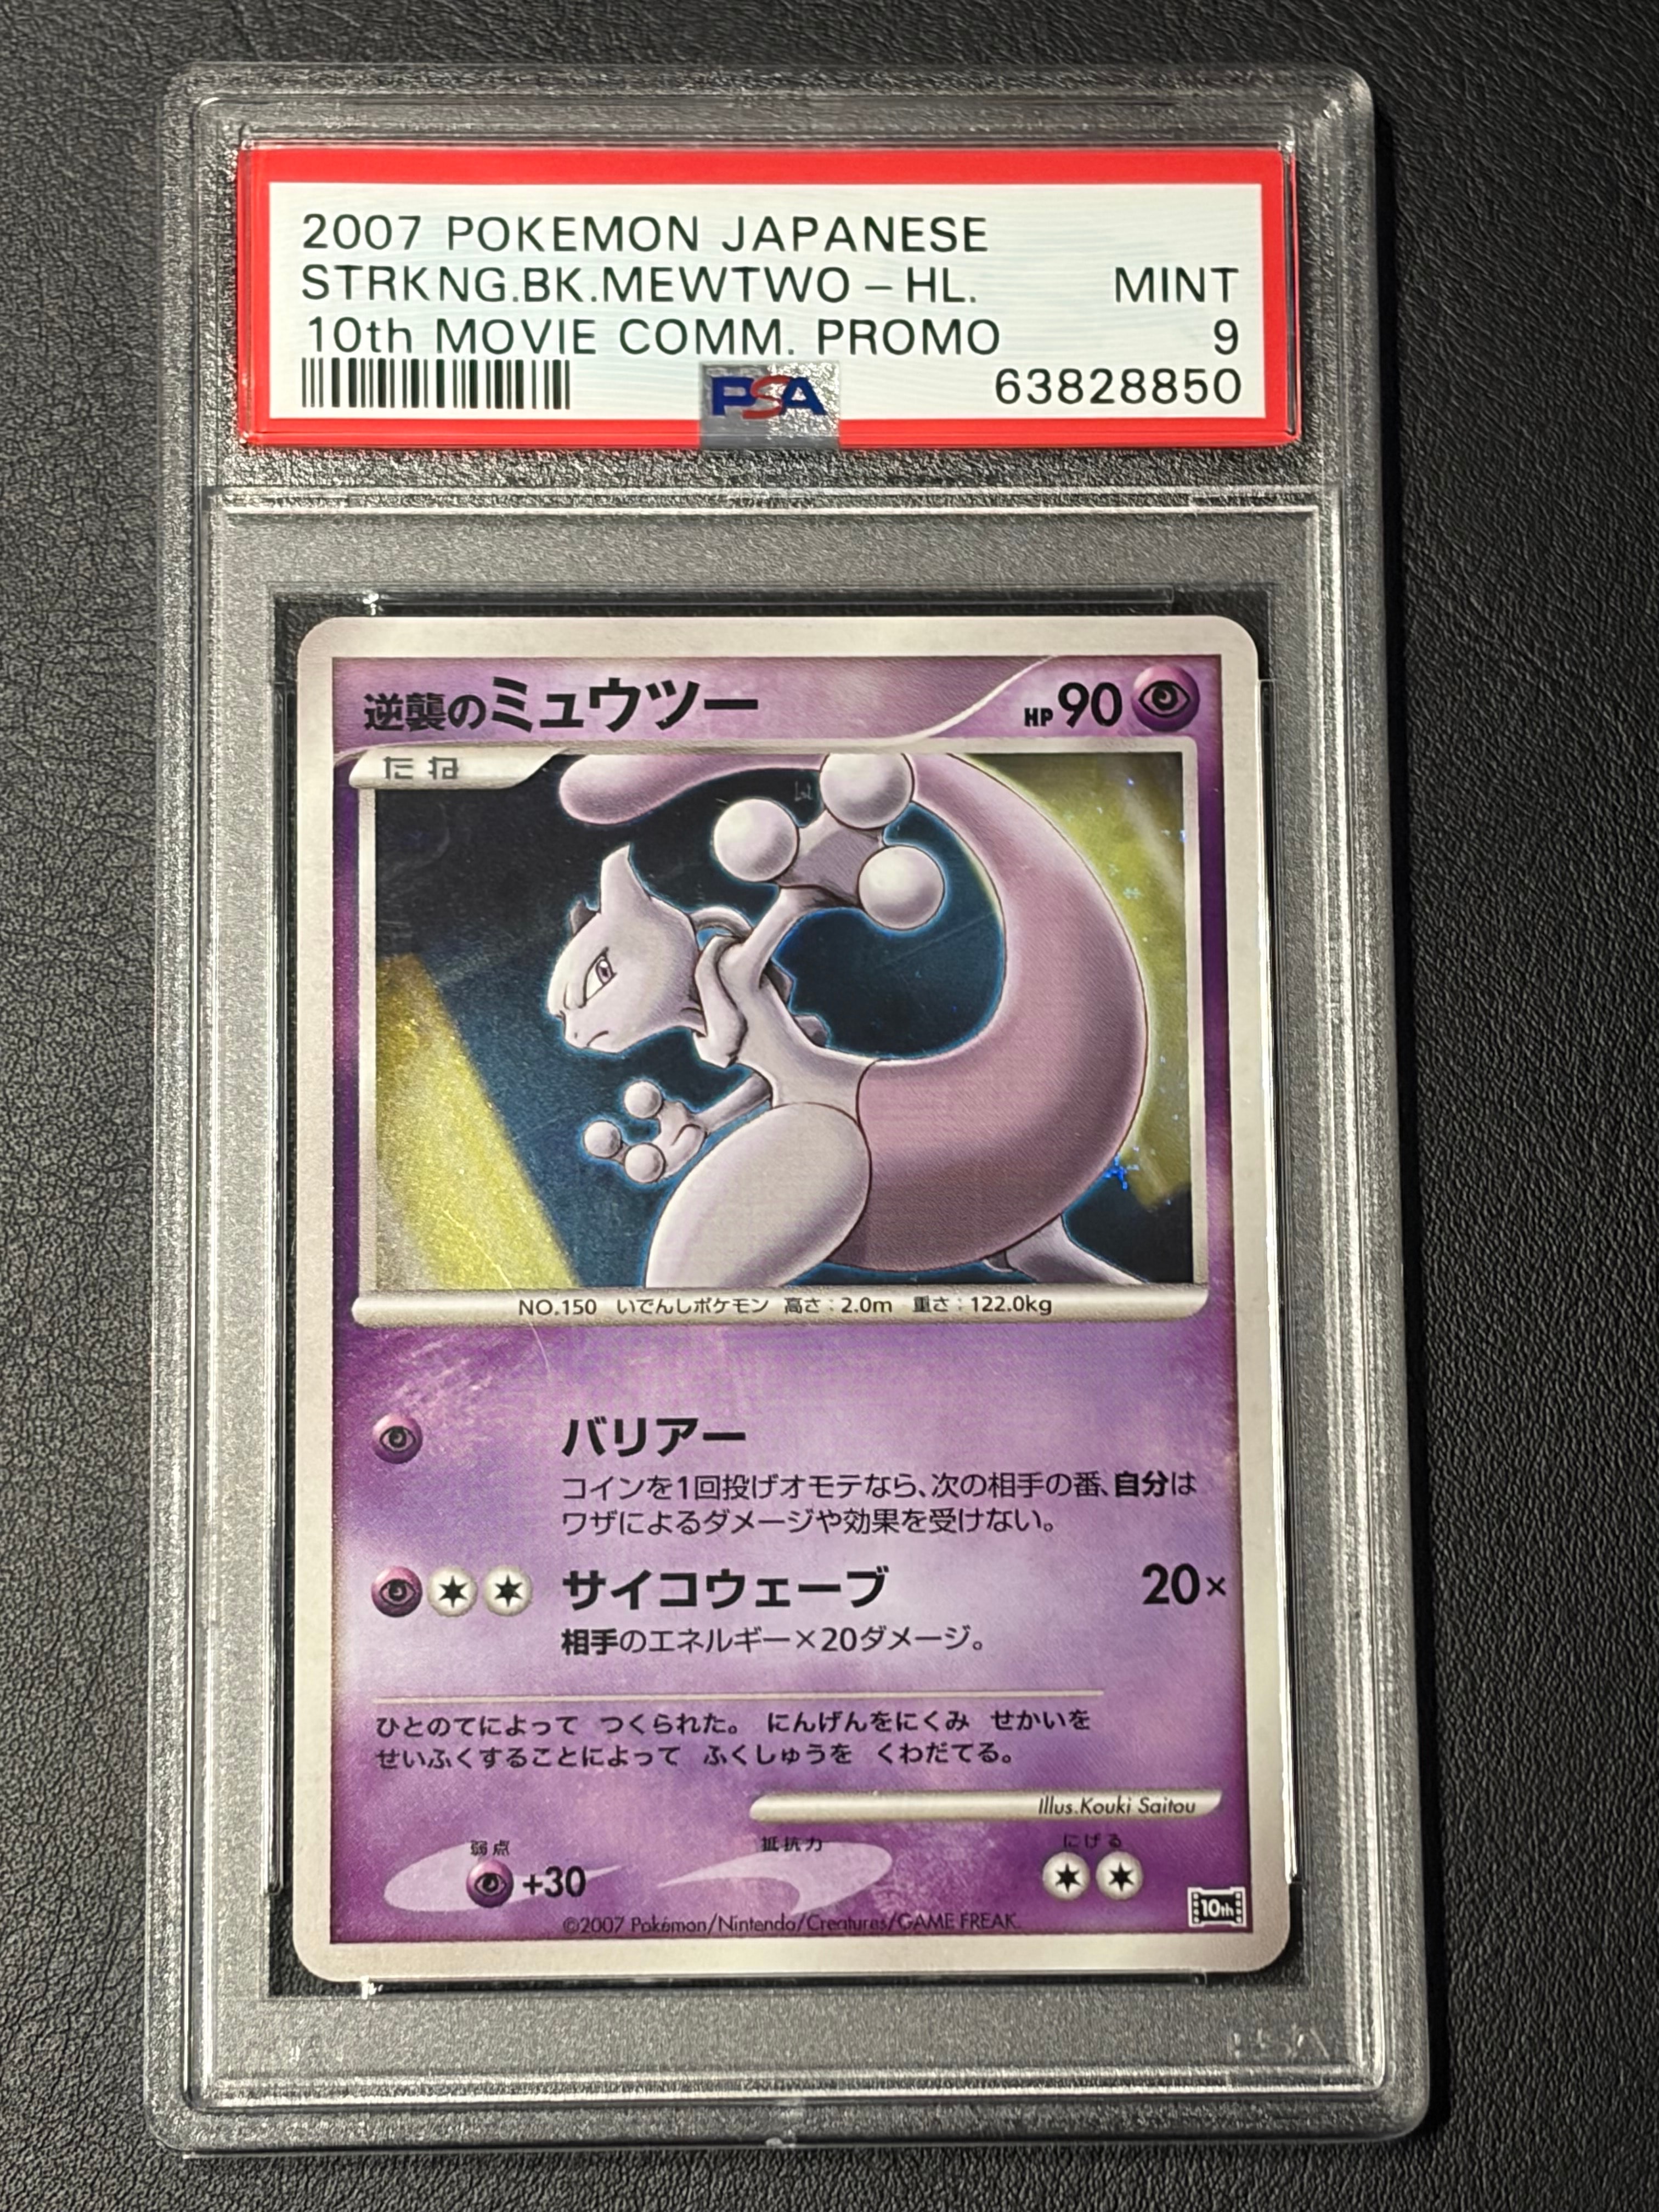 2007 POKEMON JAPANESE
STRKNG.BK.MEWTWO – HL. MINT
10th MOVIE COMM. PROMO 9
PSA 63828850
逆襲のミュウツー HP 90
たね
NO.150 いでんしポケモン 高さ：2.0m 重さ：122.0kg
バリアー
コインを1回投げオモテなら、次の相手の番、自分は
ワザによるダメージや効果を受けない。
サイコウェーブ 20×
相手のエネルギー×20ダメージ。
ひとのてによって つくられた。 にんげんをにくみ せかいを
せいふくすることによって ふくしゅうを くわだてる。
Illus.Kouki Saitou
弱点 抵抗力 にげる
+30
10th
©2007 Pokémon/Nintendo/Creatures/GAME FREAK.
PSA